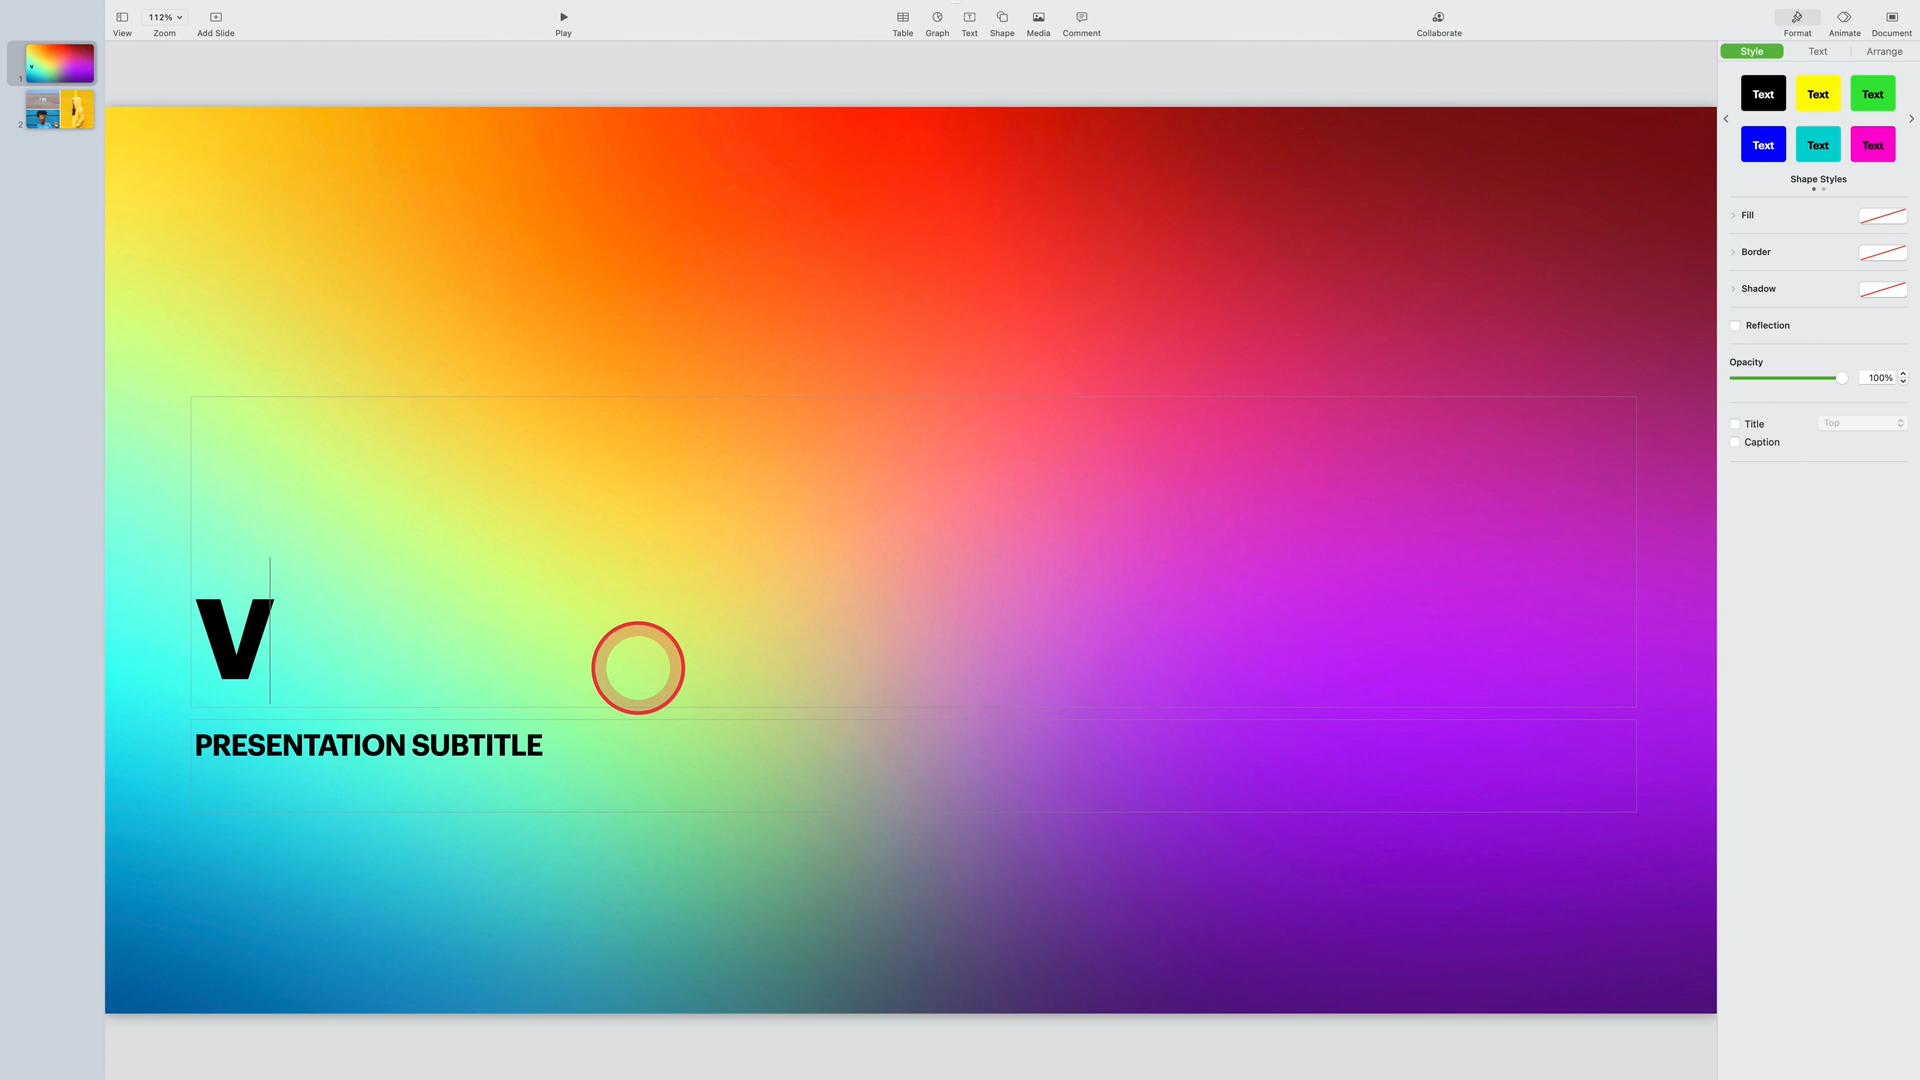 112%
View
Zoom
Add Slide
Play
Table
Graph
Text
Shape
Media
Comment
Collaborate
Format
Animate
Document
Style
Text
Arrange
1
2
Text
Text
Text
Text
Text
Text
Shape Styles
Fill
Border
Shadow
Reflection
Opacity
100%
Title
Top
Caption
V
PRESENTATION SUBTITLE